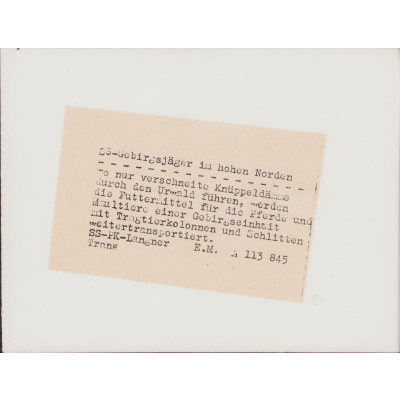 SS-Gebirgsjäger im hohen Norden
- - - - - - - - - - - - - - - - - - -
Wo nur verschneite Knüppeldämme
durch den Urwald führen, werden
die Futtermittel für die Pferde und
Maultiere einer Gebirgseinheit
mit Tragtierkolonnen und Schlitten
weitertransportiert.
SS-PK-Langner E.M. A 113 845
Trans